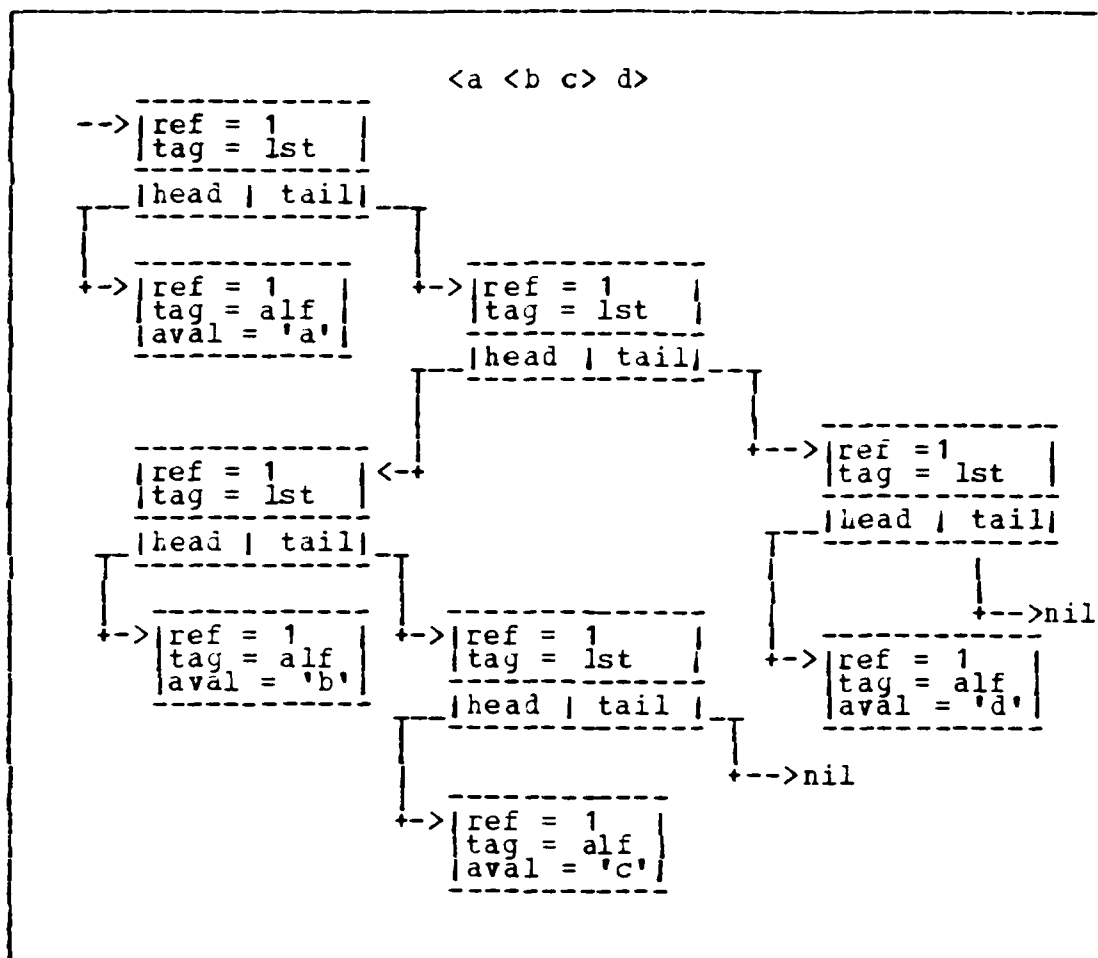 <a <b c> d>
-->|ref = 1 |
|tag = lst |
|head | tail|
+->|ref = 1 | +->|ref = 1 |
|tag = alf | |tag = lst |
|aval = 'a'|
|head | tail|
|ref = 1 |<-+ +-->|ref =1 |
|tag = lst | |tag = lst |
|head | tail| |head | tail|
+-->nil
+->|ref = 1 | +->|ref = 1 | +->|ref = 1 |
|tag = alf | |tag = lst | |tag = alf |
|aval = 'b'| |aval = 'd'|
|head | tail |
+-->nil
+->|ref = 1 |
|tag = alf |
|aval = 'c'|